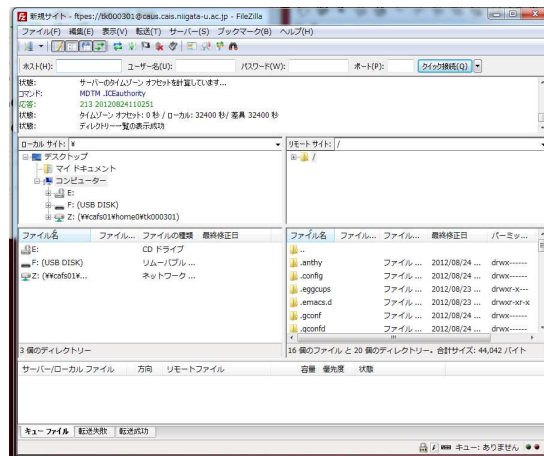 新規サイト - ftpes://tk000301@caus.cais.niigata-u.ac.jp - FileZilla
ファイル(F) 編集(E) 表示(V) 転送(T) サーバー(S) ブックマーク(B) ヘルプ(H)
ホスト(H): ユーザー名(U): パスワード(W): ポート(P): クイック接続(Q)
状態: サーバーのタイムゾーン オフセットを計算しています...
コマンド: MDTM .ICEauthority
応答: 213 20120824110251
状態: タイムゾーン オフセット: 0 秒 / ローカル: 32400 秒/ 差異 32400 秒
状態: ディレクトリー一覧の表示成功
ローカル サイト: ¥
リモート サイト: /
デスクトップ
マイ ドキュメント
コンピューター
E:
F: (USB DISK)
Z: (¥¥cafs01¥home0¥tk000301)
/
ファイル名 ファイル... ファイルの種類 最終修正日
E: CD ドライブ
F: (USB DISK) リムーバブル ...
Z: (¥¥cafs01¥... ネットワーク ...
3 個のディレクトリー
ファイル名 ファイル... ファイル... 最終修正日 パーミッ...
..
.anthy ファイル ... 2012/08/24 ... drwx------
.config ファイル ... 2012/08/24 ... drwx------
.eggcups ファイル ... 2012/08/23 ... drwxr-x---
.emacs.d ファイル ... 2012/08/23 ... drwxr-xr-x
.gconf ファイル ... 2012/08/24 ... drwx------
.gconfd ファイル ... 2012/08/24 ... drwx------
16 個のファイル と 20 個のディレクトリー。合計サイズ: 44,042 バイト
サーバー/ローカル ファイル 方向 リモートファイル 容量 優先度 状態
キュー ファイル 転送失敗 転送成功
キュー: ありません